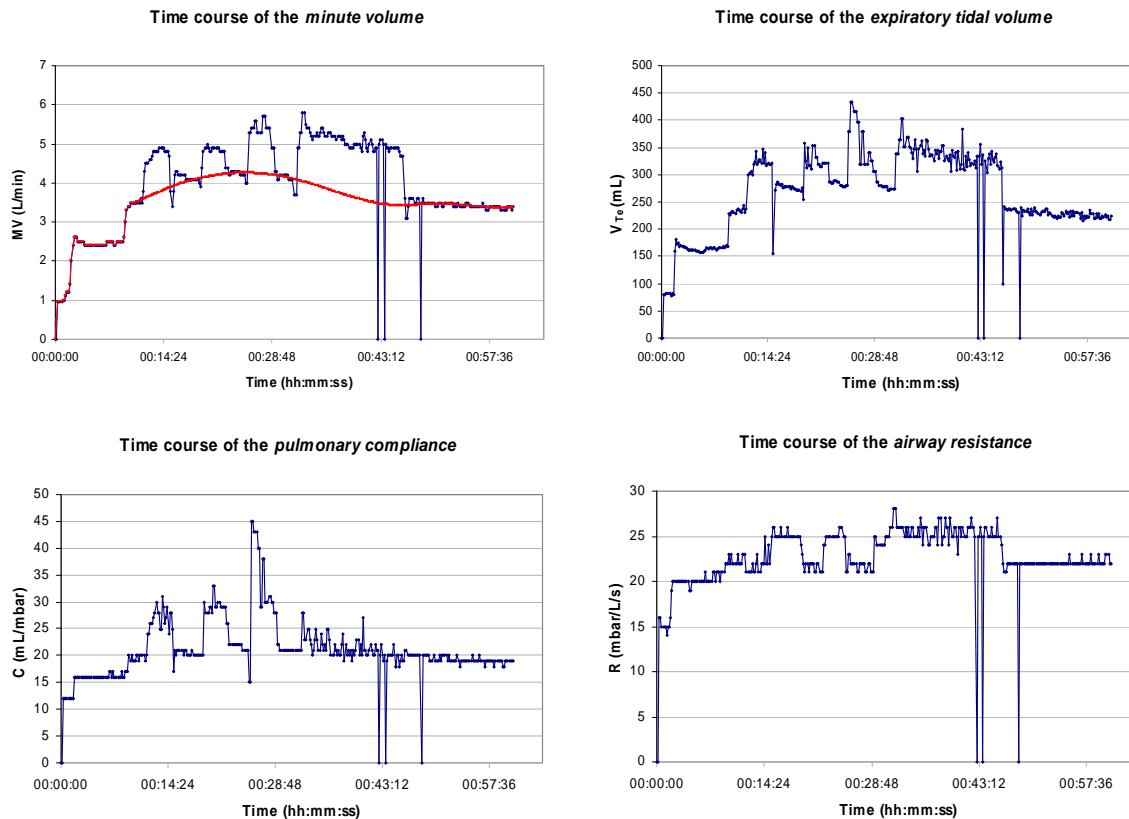 Time course of the minute volume
7
6
5
4
3
2
1
0
MV (L/min)
00:00:00 00:14:24 00:28:48 00:43:12 00:57:36
Time (hh:mm:ss)
Time course of the expiratory tidal volume
500
450
400
350
300
250
200
150
100
50
0
VTe (mL)
00:00:00 00:14:24 00:28:48 00:43:12 00:57:36
Time (hh:mm:ss)
Time course of the pulmonary compliance
50
45
40
35
30
25
20
15
10
5
0
C (mL/mbar)
00:00:00 00:14:24 00:28:48 00:43:12 00:57:36
Time (hh:mm:ss)
Time course of the airway resistance
30
25
20
15
10
5
0
R (mbar/L/s)
00:00:00 00:14:24 00:28:48 00:43:12 00:57:36
Time (hh:mm:ss)